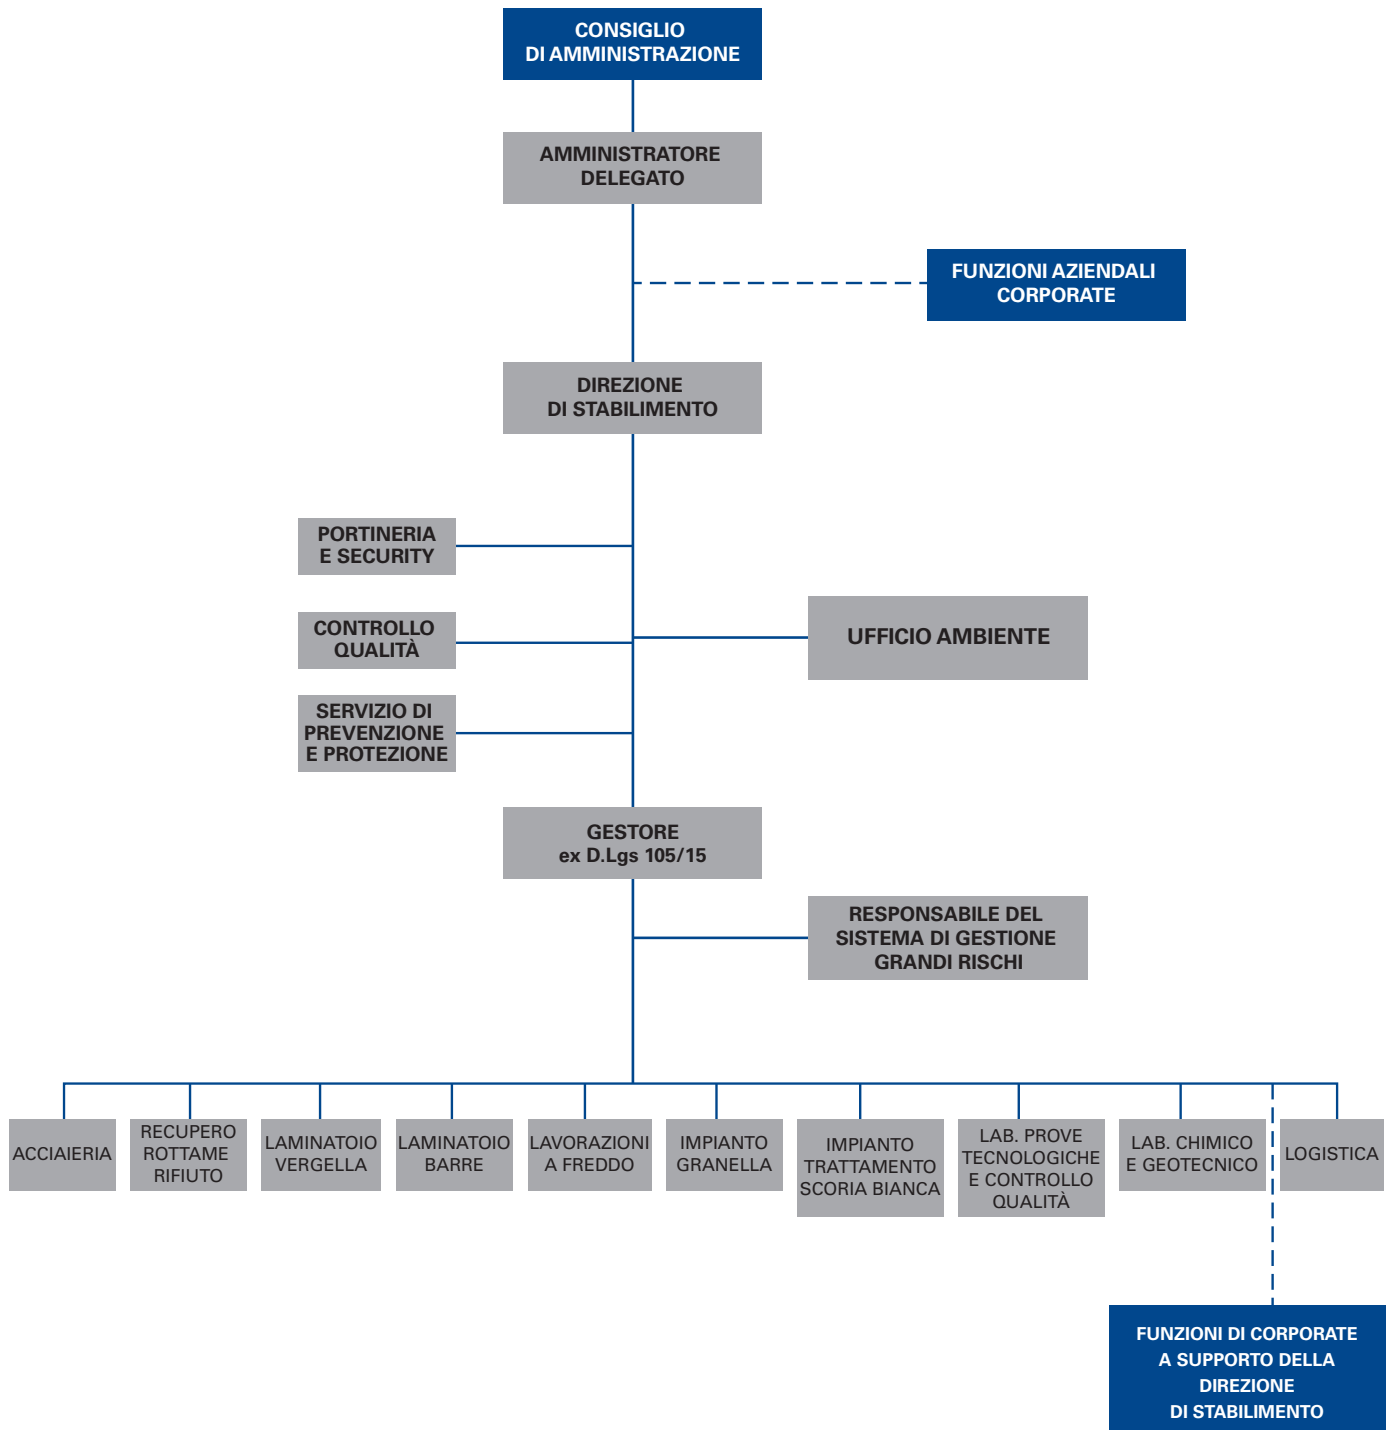 CONSIGLIO
DI AMMINISTRAZIONE
AMMINISTRATORE
DELEGATO
FUNZIONI AZIENDALI
CORPORATE
DIREZIONE
DI STABILIMENTO
PORTINERIA
E SECURITY
CONTROLLO
QUALITÀ
UFFICIO AMBIENTE
SERVIZIO DI
PREVENZIONE
E PROTEZIONE
GESTORE
ex D.Lgs 105/15
RESPONSABILE DEL
SISTEMA DI GESTIONE
GRANDI RISCHI
ACCIAIERIA
RECUPERO
ROTTAME
RIFIUTO
LAMINATOIO
VERGELLA
LAMINATOIO
BARRE
LAVORAZIONI
A FREDDO
IMPIANTO
GRANELLA
IMPIANTO
TRATTAMENTO
SCORIA BIANCA
LAB. PROVE
TECNOLOGICHE
E CONTROLLO
QUALITÀ
LAB. CHIMICO
E GEOTECNICO
LOGISTICA
FUNZIONI DI CORPORATE
A SUPPORTO DELLA
DIREZIONE
DI STABILIMENTO